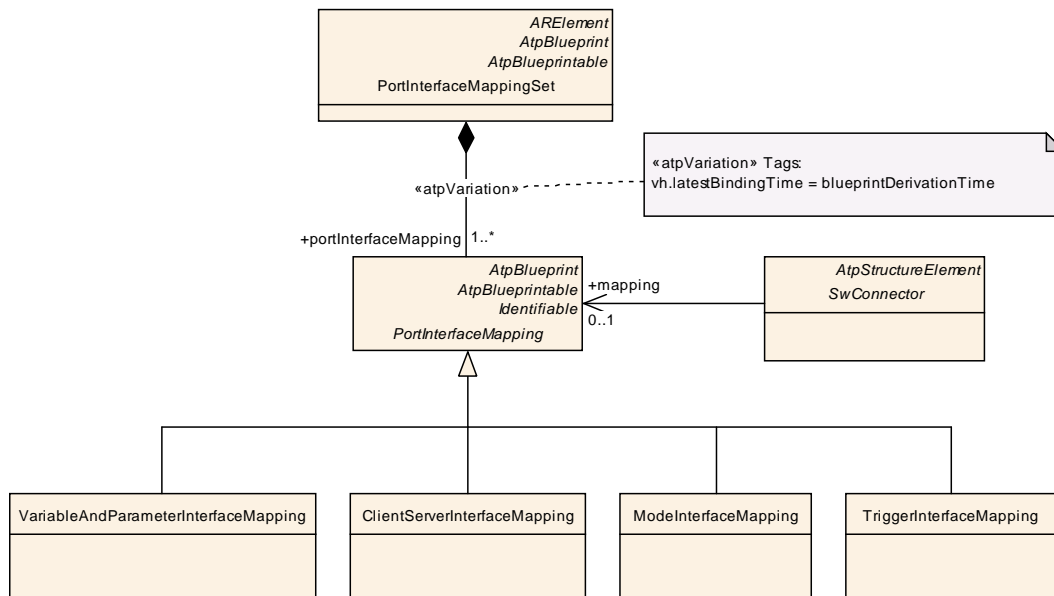 ARElement
AtpBlueprint
AtpBlueprintable
PortInterfaceMappingSet
«atpVariation» Tags:
vh.latestBindingTime = blueprintDerivationTime
«atpVariation»
+portInterfaceMapping 1..*
AtpBlueprint
AtpBlueprintable
Identifiable
PortInterfaceMapping
+mapping
0..1
AtpStructureElement
SwConnector
VariableAndParameterInterfaceMapping
ClientServerInterfaceMapping
ModeInterfaceMapping
TriggerInterfaceMapping